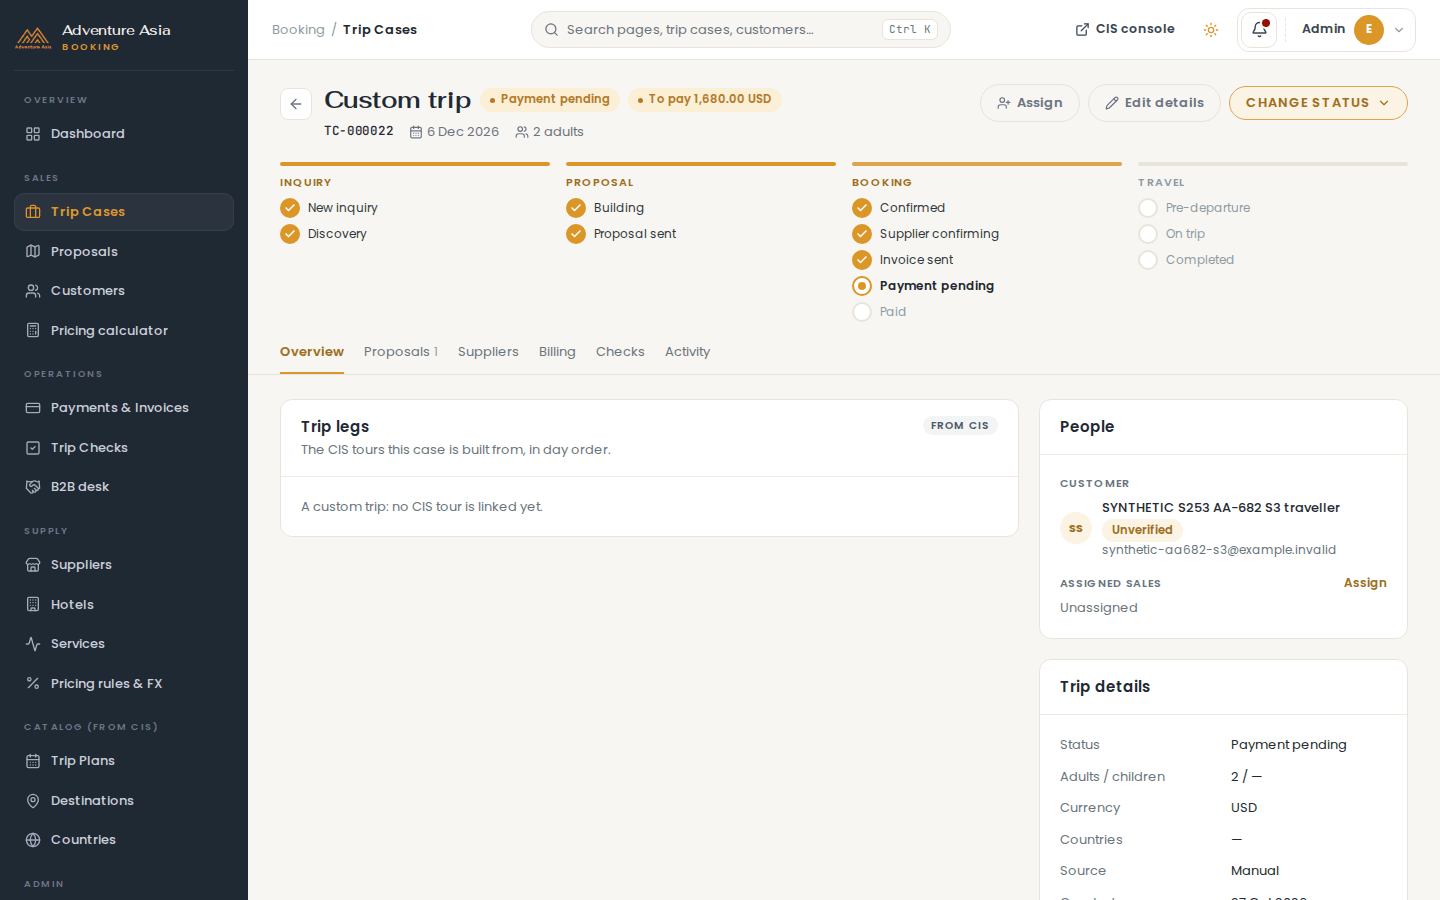 Adventure Asia
BOOKING
Adventure Asia
OVERVIEW
Dashboard
SALES
Trip Cases
Proposals
Customers
Pricing calculator
OPERATIONS
Payments & Invoices
Trip Checks
B2B desk
SUPPLY
Suppliers
Hotels
Services
Pricing rules & FX
CATALOG (FROM CIS)
Trip Plans
Destinations
Countries
ADMIN
Booking / Trip Cases
Search pages, trip cases, customers... Ctrl K
CIS console
Admin E
Custom trip
Payment pending
To pay 1,680.00 USD
Assign
Edit details
CHANGE STATUS
TC-000022 6 Dec 2026 2 adults
INQUIRY
New inquiry
Discovery
PROPOSAL
Building
Proposal sent
BOOKING
Confirmed
Supplier confirming
Invoice sent
Payment pending
Paid
TRAVEL
Pre-departure
On trip
Completed
Overview Proposals 1 Suppliers Billing Checks Activity
Trip legs
FROM CIS
The CIS tours this case is built from, in day order.
A custom trip: no CIS tour is linked yet.
People
CUSTOMER
SS
SYNTHETIC S253 AA-682 S3 traveller
Unverified
synthetic-aa682-s3@example.invalid
ASSIGNED SALES Assign
Unassigned
Trip details
Status Payment pending
Adults / children 2 / —
Currency USD
Countries —
Source Manual